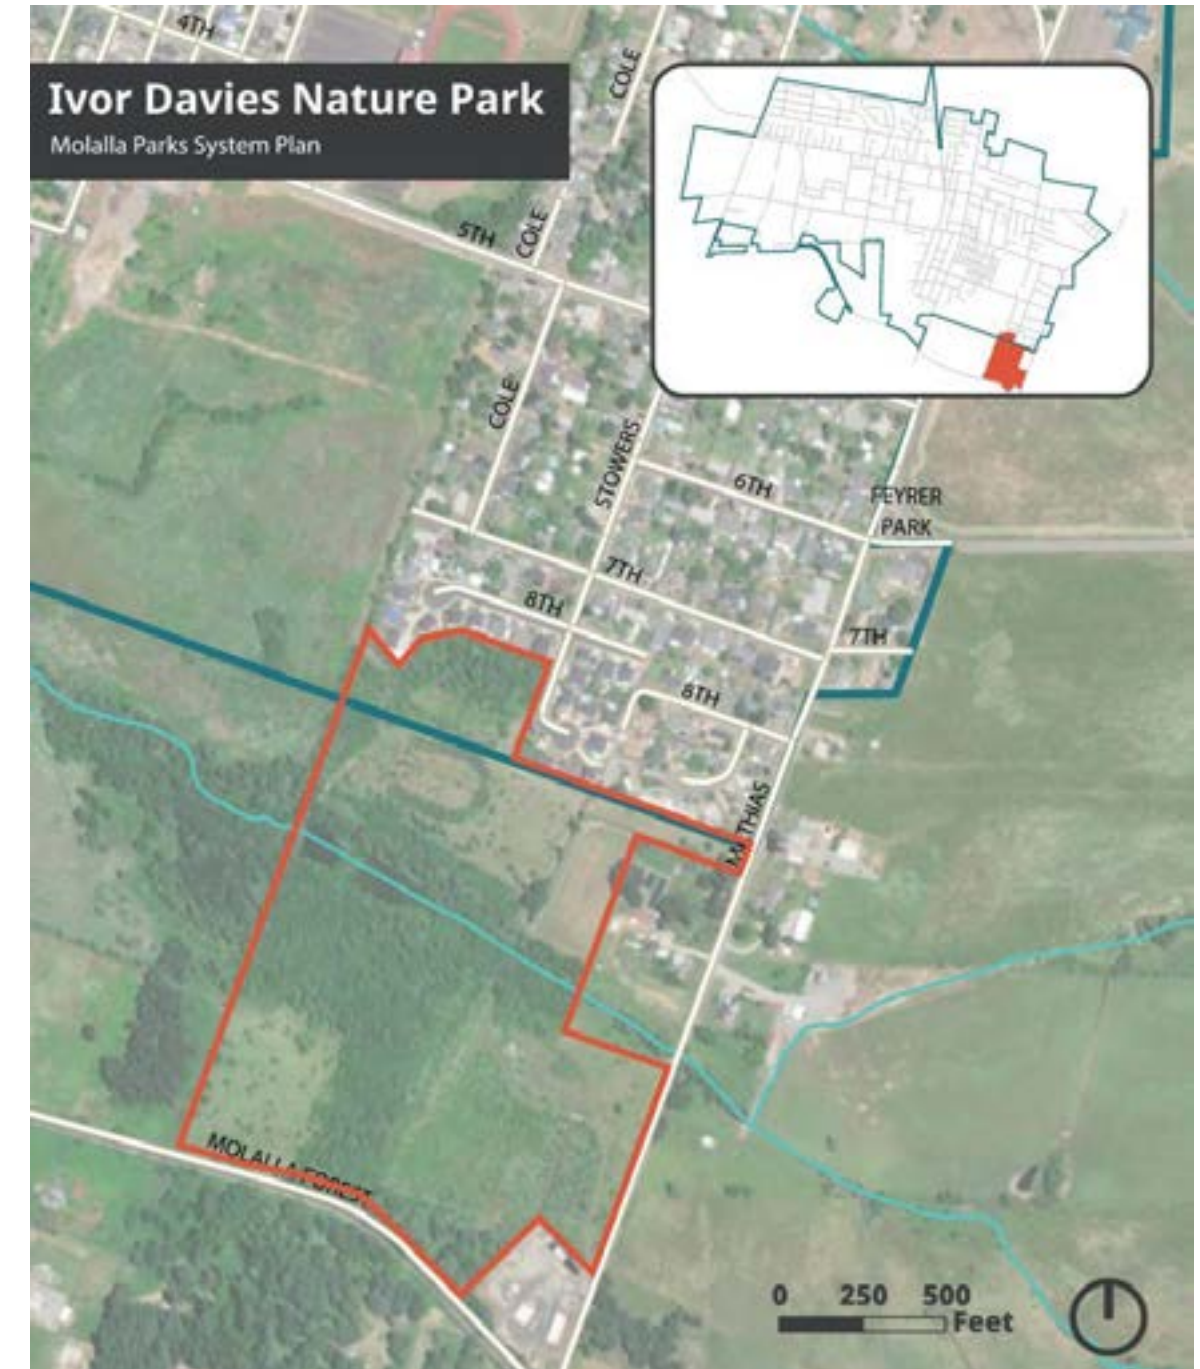 4TH
Ivor Davies Nature Park
Molalla Parks System Plan
COLE
5TH
COLE
COLE
STOWERS
6TH
FEYRER
PARK
7TH
8TH
7TH
8TH
MATHIAS
MOLALLA FOREST
0 250 500
Feet